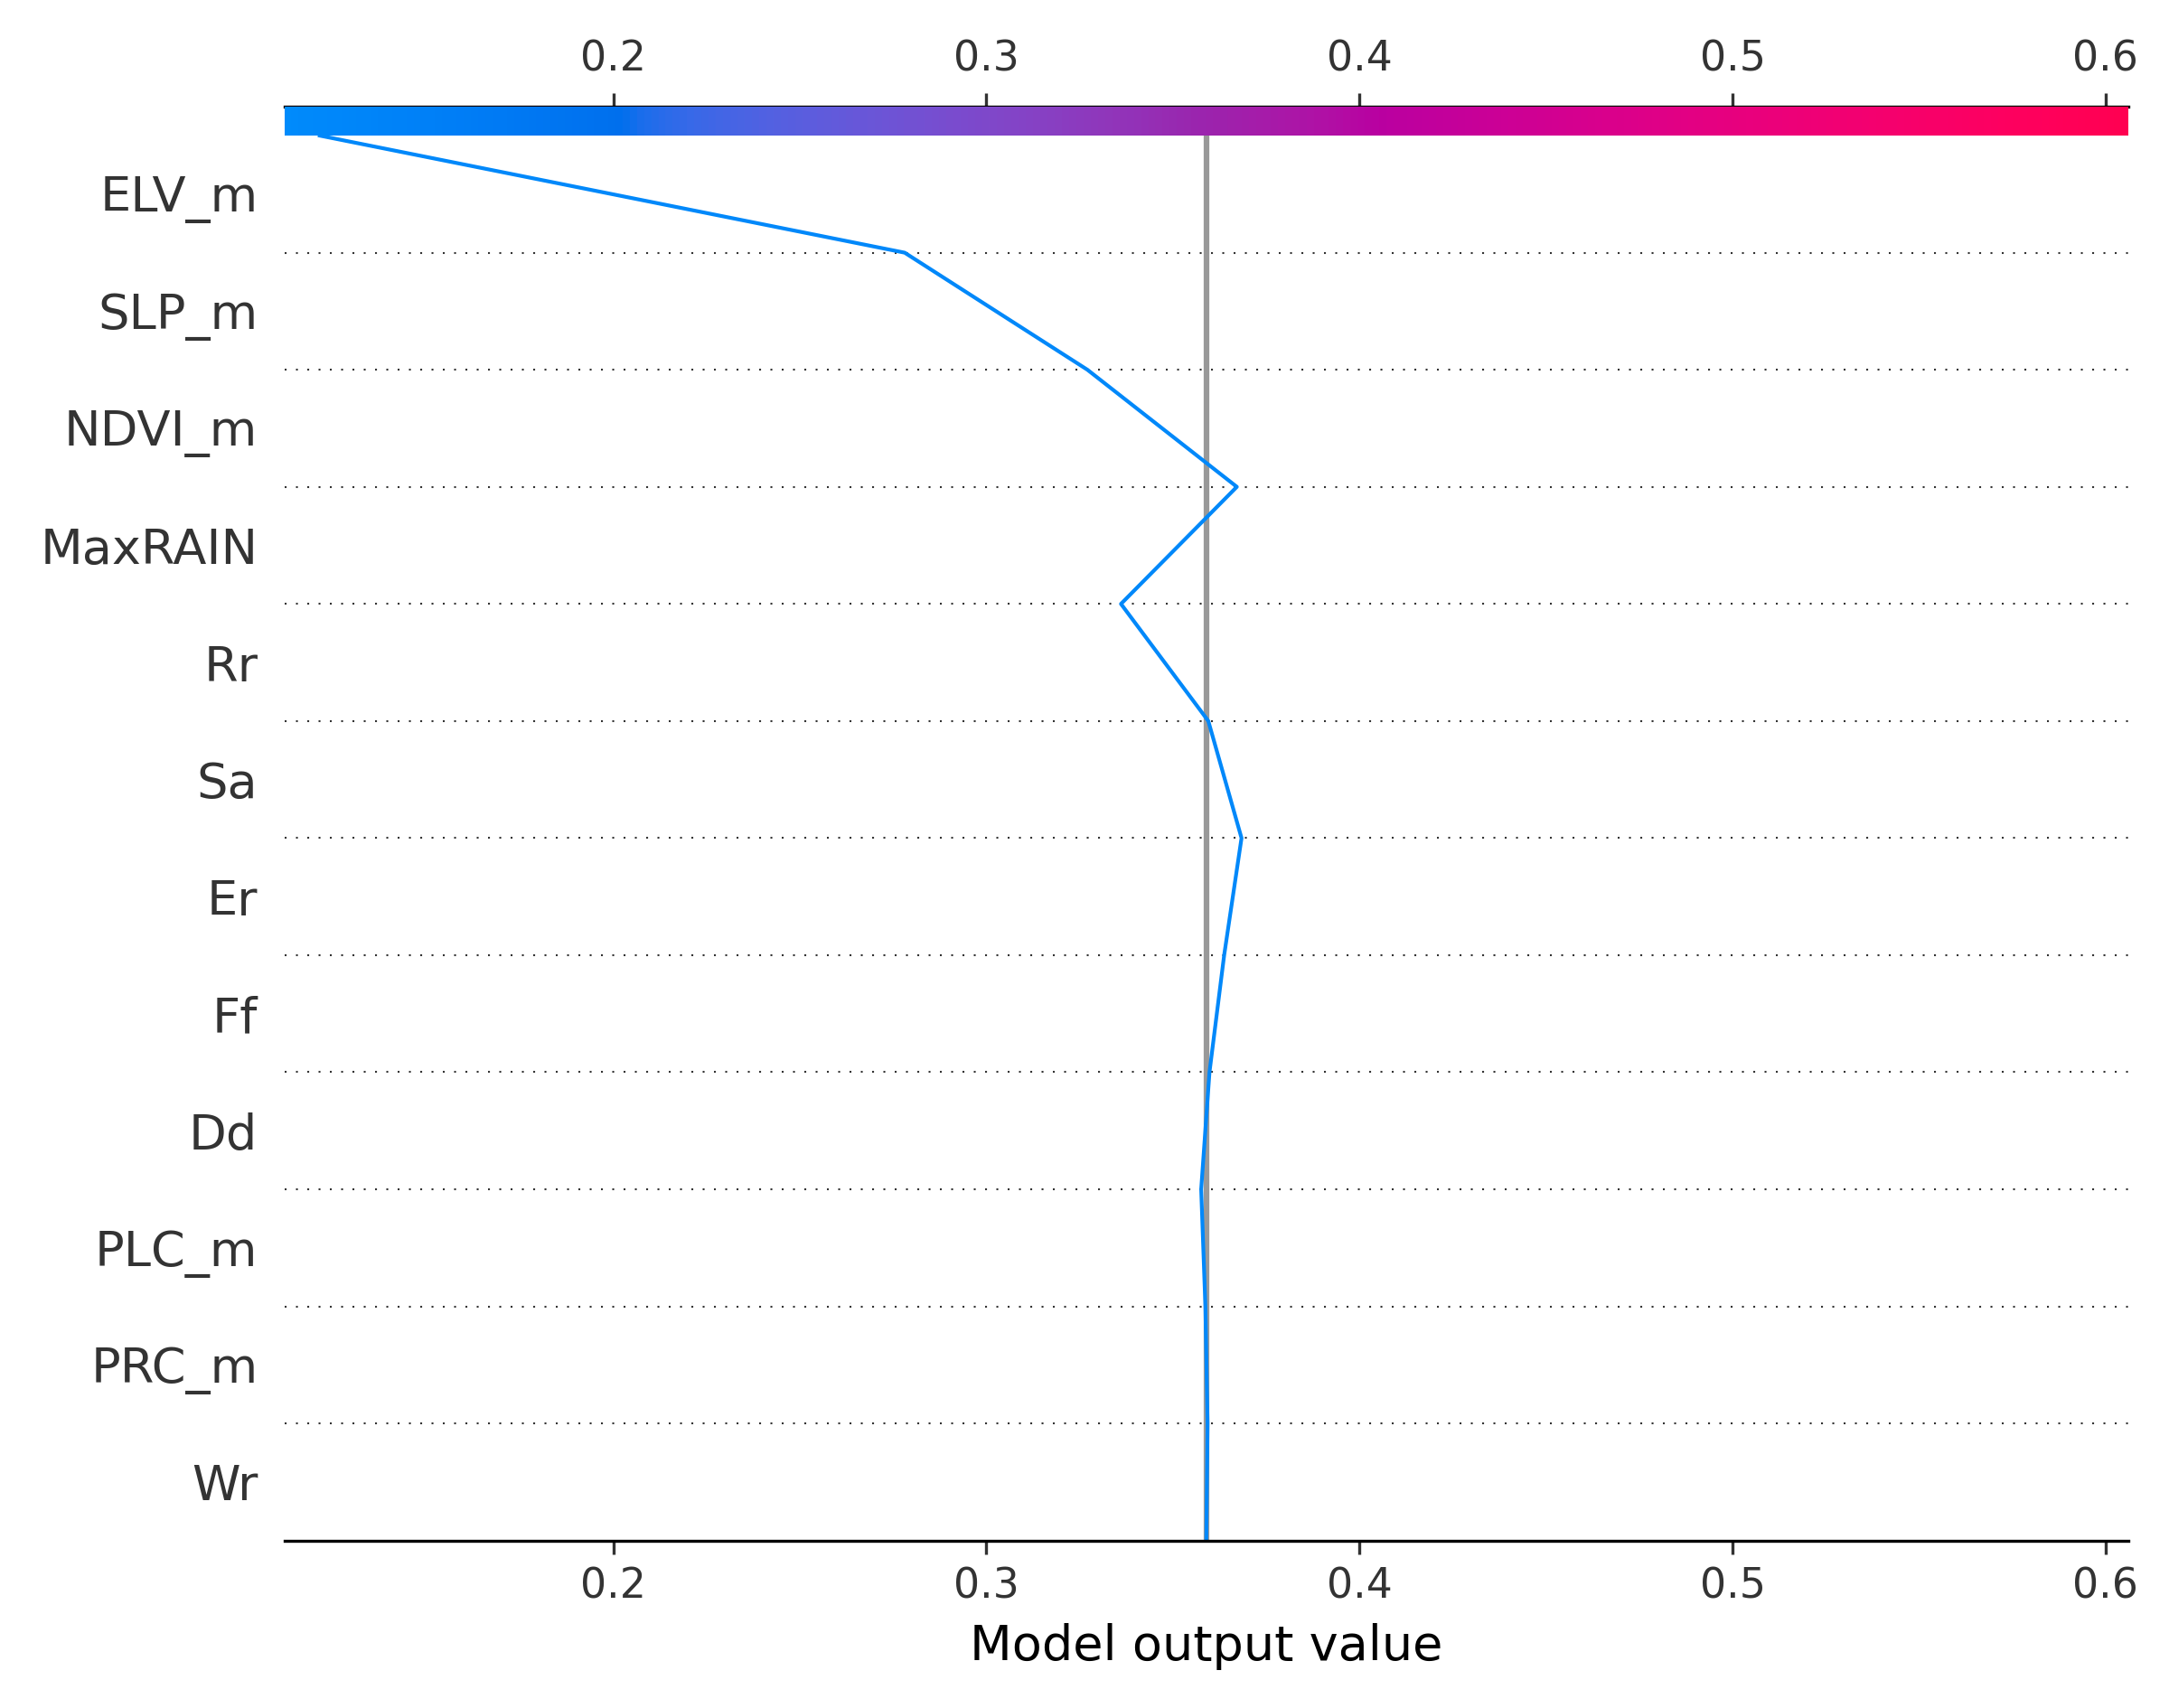 0.2 0.3 0.4 0.5 0.6
ELV_m
SLP_m
NDVI_m
MaxRAIN
Rr
Sa
Er
Ff
Dd
PLC_m
PRC_m
Wr
0.2 0.3 0.4 0.5 0.6
Model output value